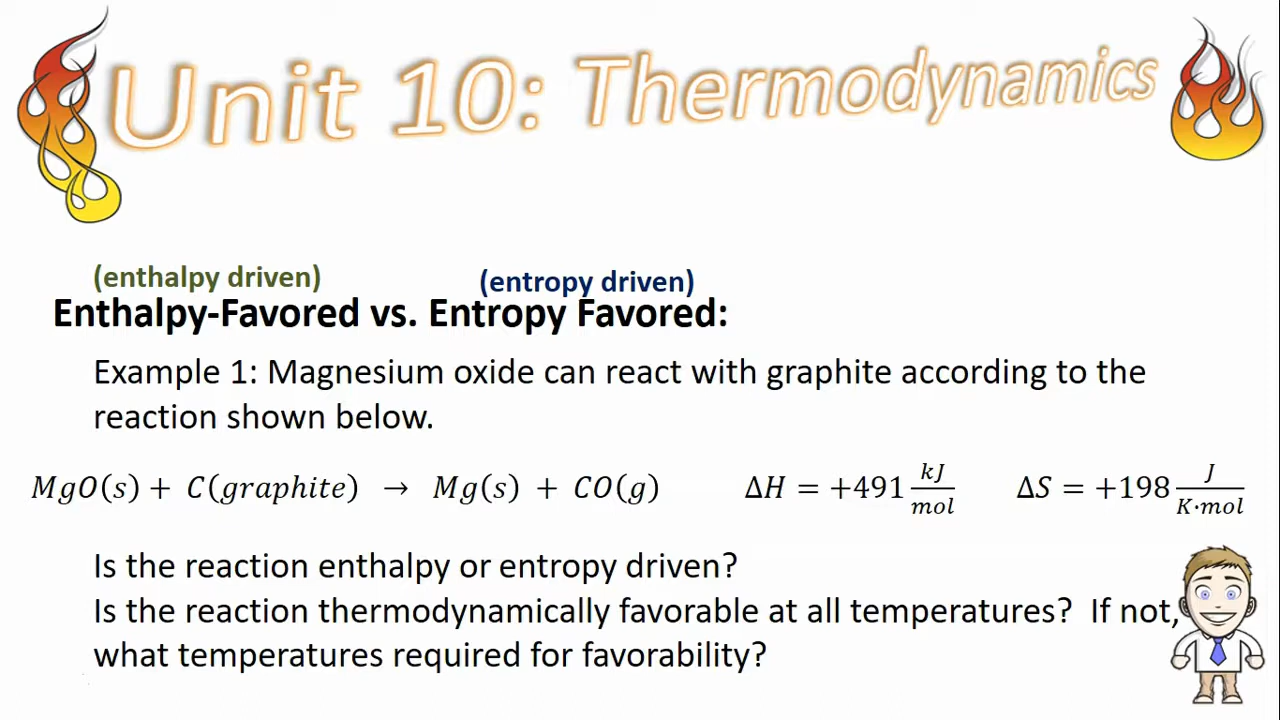 Unit 10: Thermodynamics
(enthalpy driven) (entropy driven)
Enthalpy-Favored vs. Entropy Favored:
Example 1: Magnesium oxide can react with graphite according to the
reaction shown below.
MgO(s) + C(graphite) → Mg(s) + CO(g) ΔH = +491 kJ/mol ΔS = +198 J/K·mol
Is the reaction enthalpy or entropy driven?
Is the reaction thermodynamically favorable at all temperatures? If not,
what temperatures required for favorability?